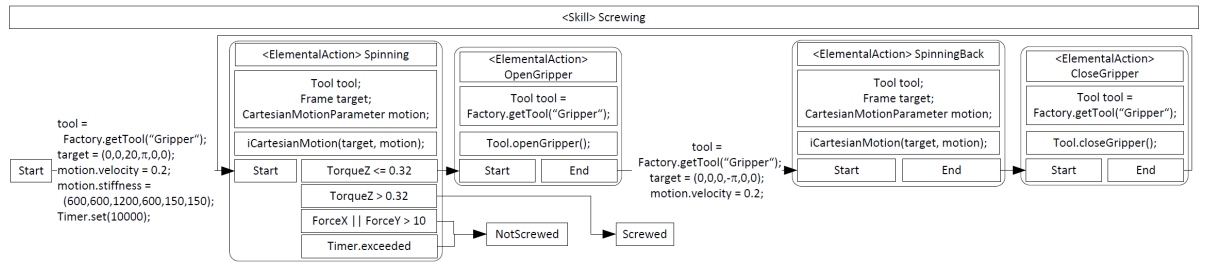 <Skill> Screwing
Start
tool =
Factory.getTool(“Gripper“);
target = (0,0,20,π,0,0);
motion.velocity = 0.2;
motion.stiffness =
(600,600,1200,600,150,150);
Timer.set(10000);
<ElementalAction> Spinning
Tool tool;
Frame target;
CartesianMotionParameter motion;
iCartesianMotion(target, motion);
Start
TorqueZ <= 0.32
TorqueZ > 0.32
ForceX || ForceY > 10
Timer.exceeded
<ElementalAction>
OpenGripper
Tool tool =
Factory.getTool(“Gripper“);
Tool.openGripper();
Start
End
NotScrewed
Screwed
tool =
Factory.getTool(“Gripper“);
target = (0,0,0,-π,0,0);
motion.velocity = 0.2;
<ElementalAction> SpinningBack
Tool tool;
Frame target;
CartesianMotionParameter motion;
iCartesianMotion(target, motion);
Start
End
<ElementalAction>
CloseGripper
Tool tool =
Factory.getTool(“Gripper“);
Tool.closeGripper();
Start
End